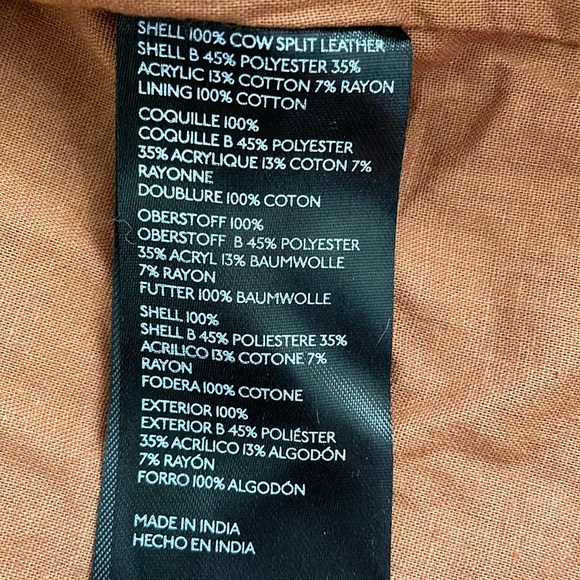 SHELL 100% COW SPLIT LEATHER
SHELL B 45% POLYESTER 35%
ACRYLIC 13% COTTON 7% RAYON
LINING 100% COTTON
COQUILLE 100%
COQUILLE B 45% POLYESTER
35% ACRYLIQUE 13% COTON 7%
RAYONNE
DOUBLURE 100% COTON
OBERSTOFF 100%
OBERSTOFF B 45% POLYESTER
35% ACRYL 13% BAUMWOLLE
7% RAYON
FUTTER 100% BAUMWOLLE
SHELL 100%
SHELL B 45% POLIESTERE 35%
ACRILICO 13% COTONE 7%
RAYON
FODERA 100% COTONE
EXTERIOR 100%
EXTERIOR B 45% POLIÉSTER
35% ACRÍLICO 13% ALGODÓN
7% RAYÓN
FORRO 100% ALGODÓN
MADE IN INDIA
HECHO EN INDIA